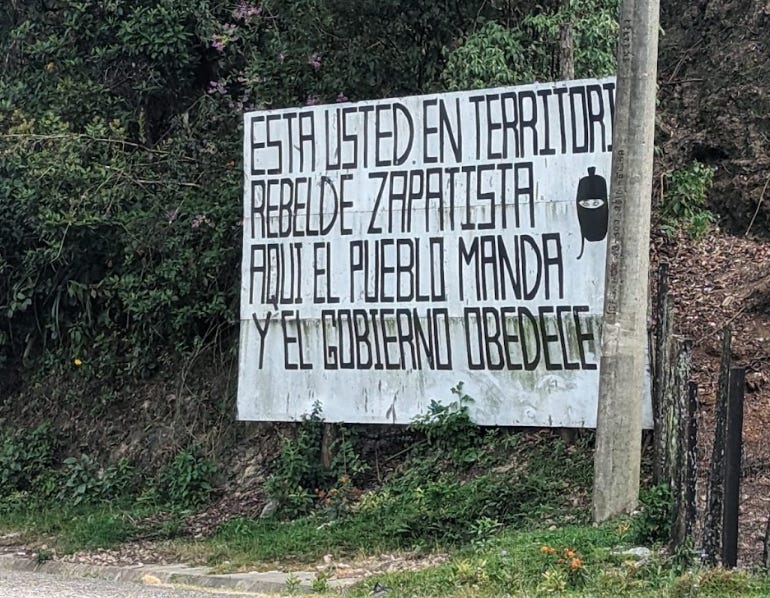 ESTA USTED EN TERRITORI
REBELDE ZAPATISTA
AQUI EL PUEBLO MANDA
Y EL GOBIERNO OBEDECE